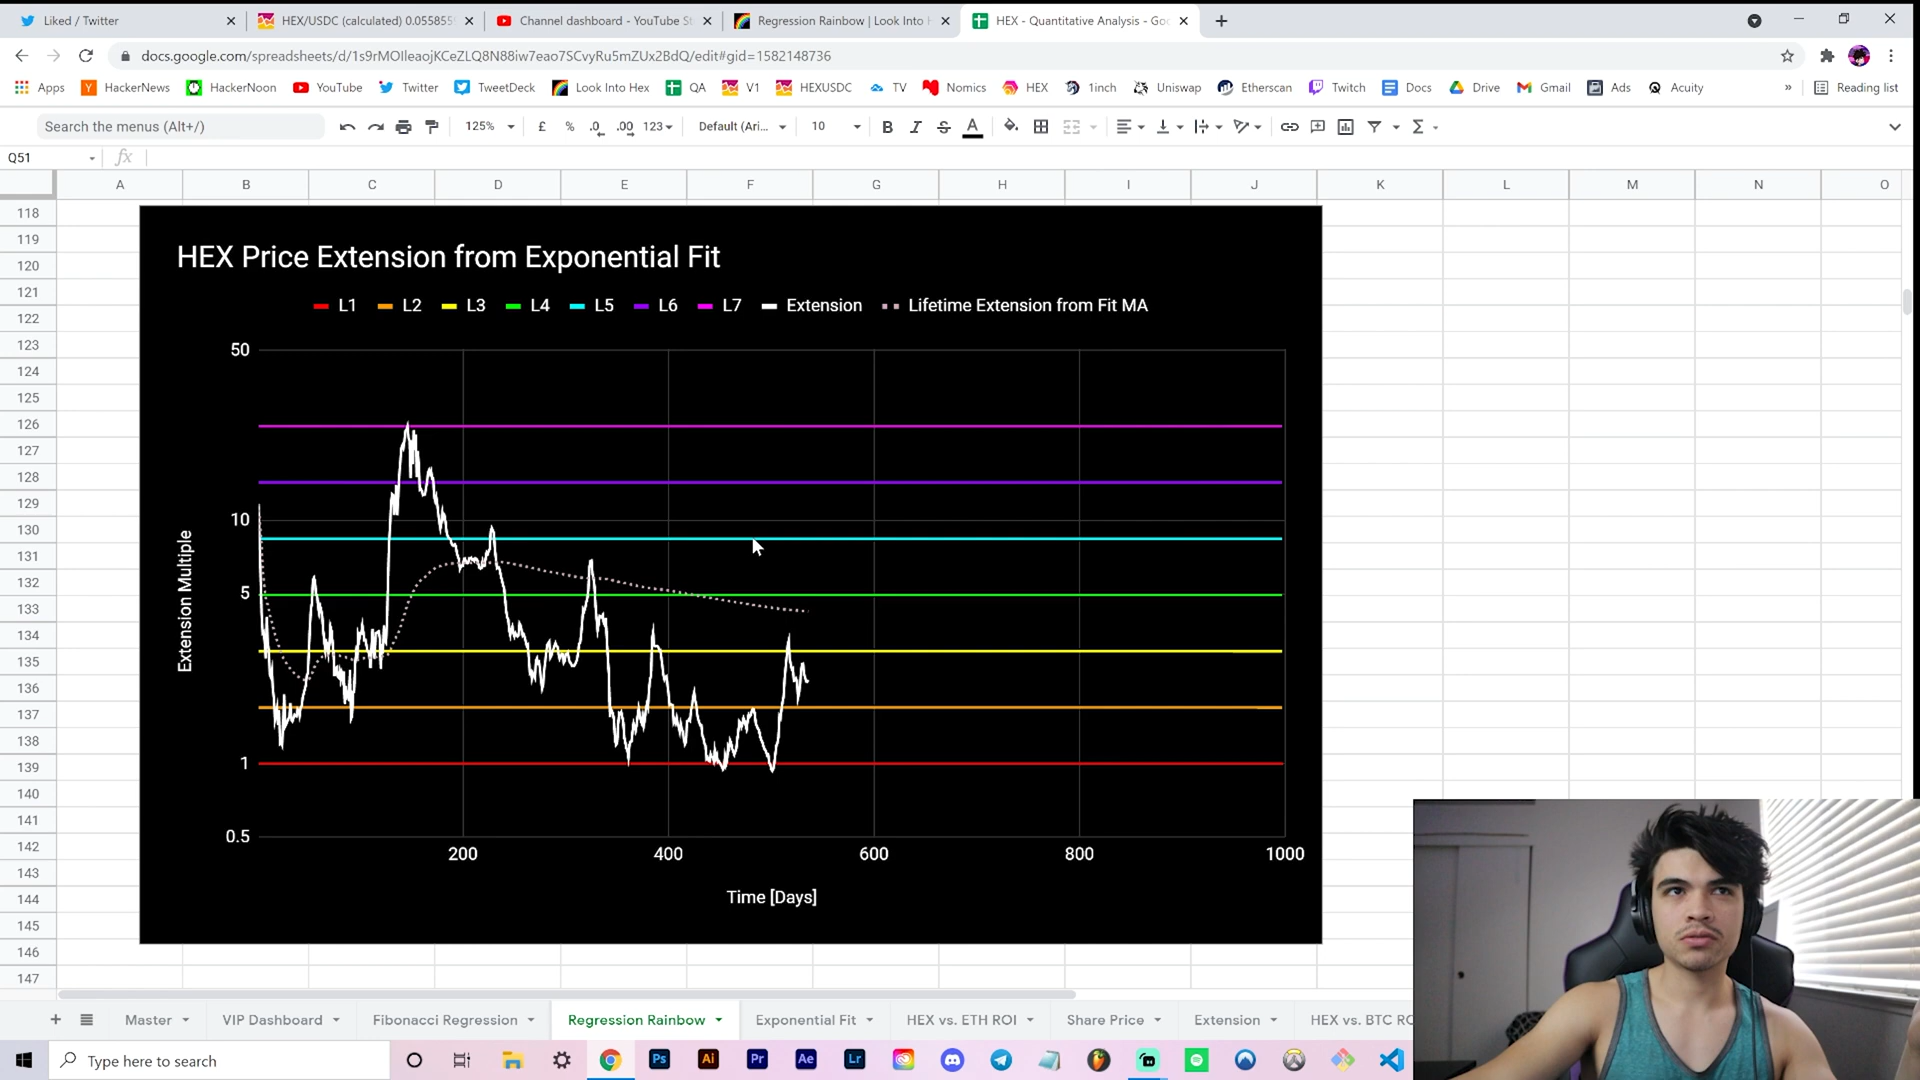 Liked / Twitter
HEX/USDC (calculated) 0.055855
Channel dashboard - YouTube St
Regression Rainbow | Look Into H
HEX - Quantitative Analysis - Goo
docs.google.com/spreadsheets/d/1s9rMOIleaojKCeZLQ8N88iw7eao7SCvyRu5mZUx2BdQ/edit#gid=1582148736
Apps HackerNews HackerNoon YouTube Twitter TweetDeck Look Into Hex QA V1 HEXUSDC TV Nomics HEX 1inch Uniswap Etherscan Twitch Docs Drive Gmail Ads Acuity » Reading list
Search the menus (Alt+/) 125% £ % .0 .00 123 Default (Ari... 10 B I S A Σ
Q51 fx
A B C D E F G H I J K L M N O
118
119
120
121
122
123
124
125
126
127
128
129
130
131
132
133
134
135
136
137
138
139
140
141
142
143
144
145
146
147
HEX Price Extension from Exponential Fit
L1 L2 L3 L4 L5 L6 L7 Extension Lifetime Extension from Fit MA
50
10
5
1
0.5
Extension Multiple
200 400 600 800 1000
Time [Days]
+ Master VIP Dashboard Fibonacci Regression Regression Rainbow Exponential Fit HEX vs. ETH ROI Share Price Extension HEX vs. BTC RO
Type here to search Ps Ai Pr Ae Lr